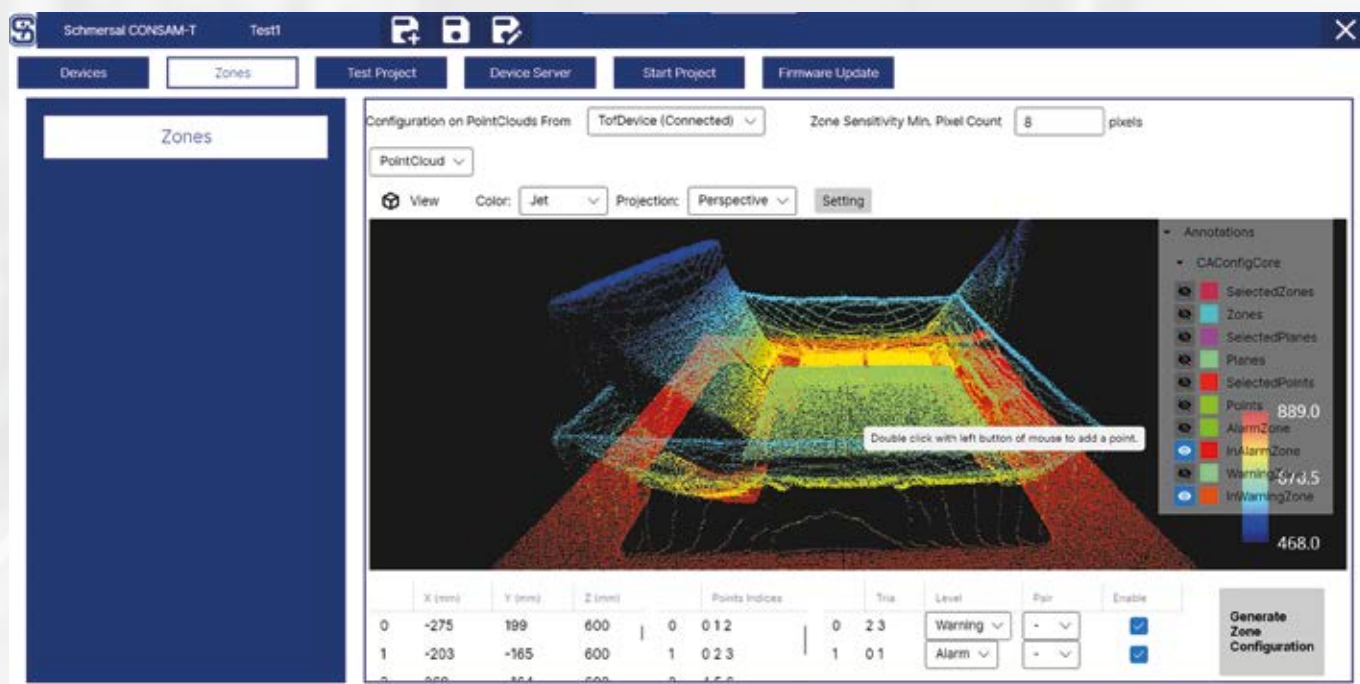 Schmersal CONSAM-T Test1
Devices Zones Test Project Device Server Start Project Firmware Update
Zones
Configuration on PointClouds From TofDevice (Connected) Zone Sensitivity Min. Pixel Count 8 pixels
PointCloud
View Color: Jet Projection: Perspective Setting
Annotations
CAConfigCore
SelectedZones
Zones
SelectedPlanes
Planes
SelectedPoints
Points
889.0
AlarmZone
InAlarmZone
WarningZone
InWarningZone
468.0
Double click with left button of mouse to add a point.
X (mm) Y (mm) Z (mm) Points Indices Tria Level Pair Enable
0 -275 199 600 0 0 1 2 0 2 3 Warning -
1 -203 -165 600 1 0 2 3 1 0 1 Alarm -
Generate
Zone
Configuration